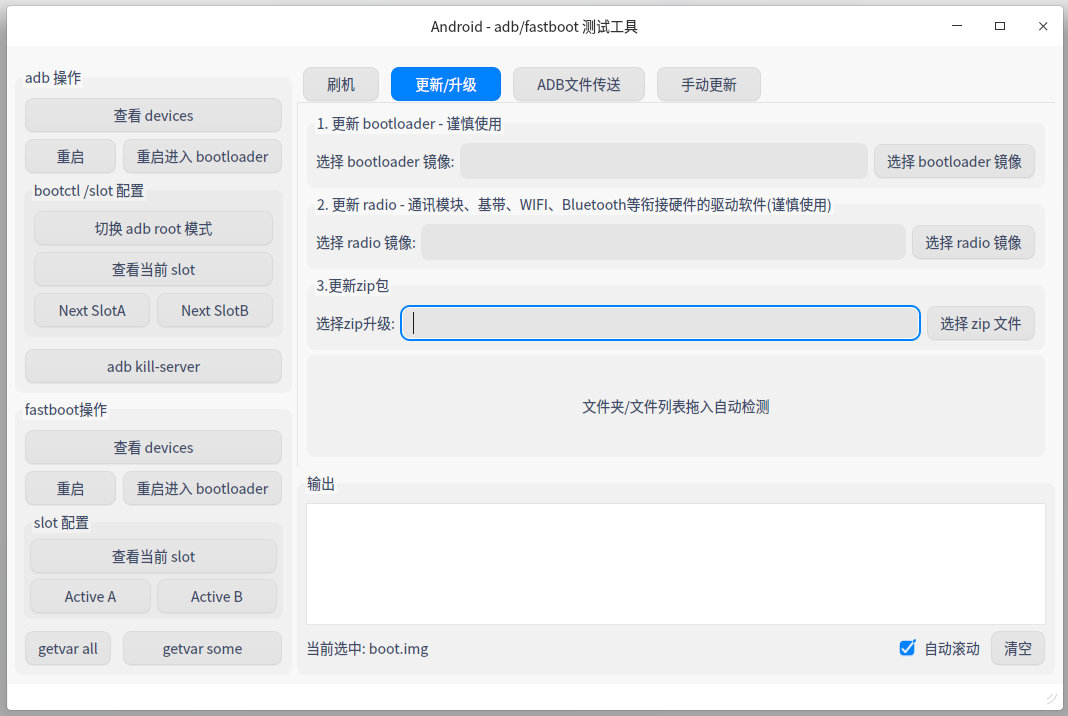 Android - adb/fastboot 测试工具
adb 操作
查看 devices
重启
重启进入 bootloader
bootctl /slot 配置
切换 adb root 模式
查看当前 slot
Next SlotA
Next SlotB
adb kill-server
fastboot操作
查看 devices
重启
重启进入 bootloader
slot 配置
查看当前 slot
Active A
Active B
getvar all
getvar some
刷机
更新/升级
ADB文件传送
手动更新
1. 更新 bootloader - 谨慎使用
选择 bootloader 镜像:
选择 bootloader 镜像
2. 更新 radio - 通讯模块、基带、WIFI、Bluetooth等衔接硬件的驱动软件(谨慎使用)
选择 radio 镜像:
选择 radio 镜像
3.更新zip包
选择zip升级:
选择 zip 文件
文件夹/文件列表拖入自动检测
输出
当前选中: boot.img
自动滚动
清空